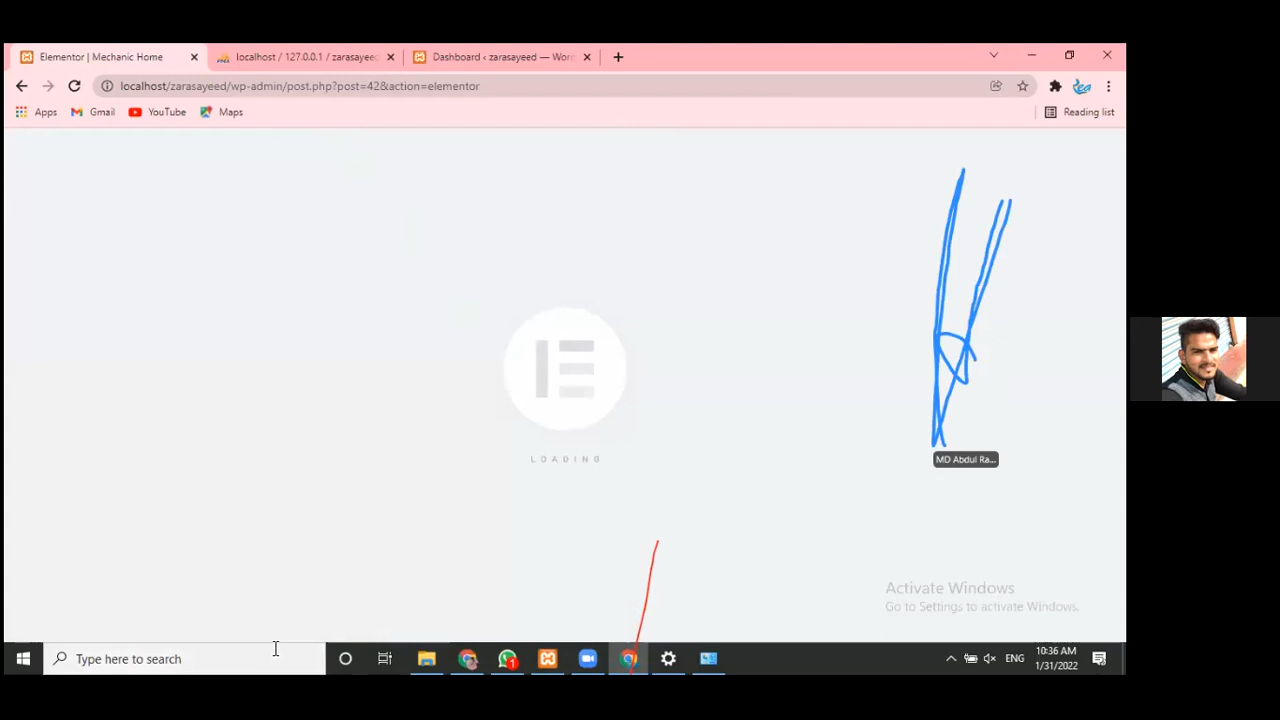 Elementor | Mechanic Home
localhost / 127.0.0.1 / zarasayeed
Dashboard ‹ zarasayeed — Wor
localhost/zarasayeed/wp-admin/post.php?post=42&action=elementor
Apps
Gmail
YouTube
Maps
Reading list
LOADING
MD Abdul Ra...
Activate Windows
Go to Settings to activate Windows.
Type here to search
1
ENG
10:36 AM
1/31/2022